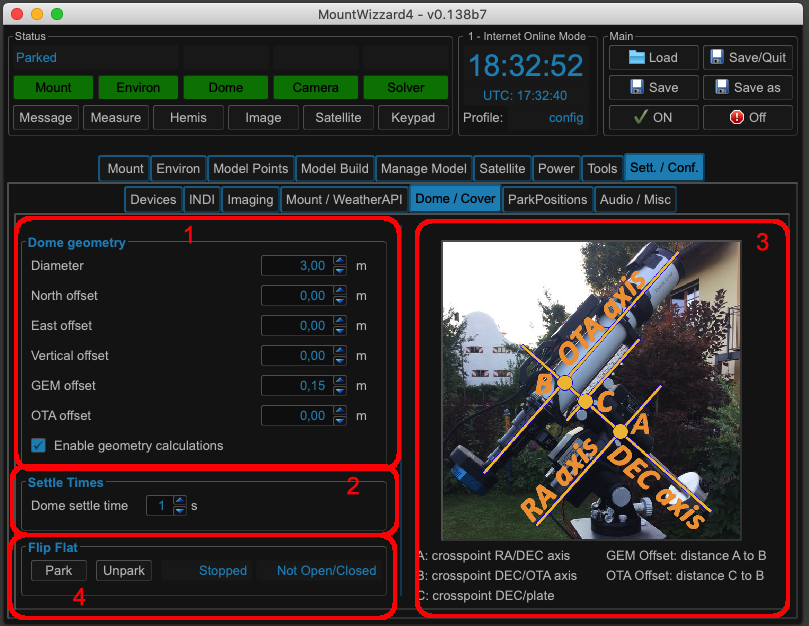 MountWizzard4 - v0.138b7
Status
1 - Internet Online Mode
Main
Parked
18:32:52
Load
Save/Quit
Mount
Environ
Dome
Camera
Solver
UTC: 17:32:40
Save
Save as
Message
Measure
Hemis
Image
Satellite
Keypad
Profile:
config
ON
Off
Mount
Environ
Model Points
Model Build
Manage Model
Satellite
Power
Tools
Sett. / Conf.
Devices
INDI
Imaging
Mount / WeatherAPI
Dome / Cover
ParkPositions
Audio / Misc
1
Dome geometry
Diameter
3,00
m
North offset
0,00
m
East offset
0,00
m
Vertical offset
0,00
m
GEM offset
0,15
m
OTA offset
0,00
m
Enable geometry calculations
Settle Times
2
Dome settle time
1
s
Flip Flat
Park
Unpark
Stopped
Not Open/Closed
4
3
OTA axis
B
C
A
RA axis
DEC axis
A: crosspoint RA/DEC axis
GEM Offset: distance A to B
B: crosspoint DEC/OTA axis
OTA Offset: distance C to B
C: crosspoint DEC/plate